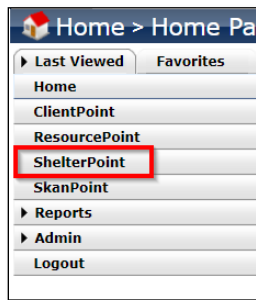 Home > Home Pa
Last Viewed Favorites
Home
ClientPoint
ResourcePoint
ShelterPoint
SkanPoint
Reports
Admin
Logout